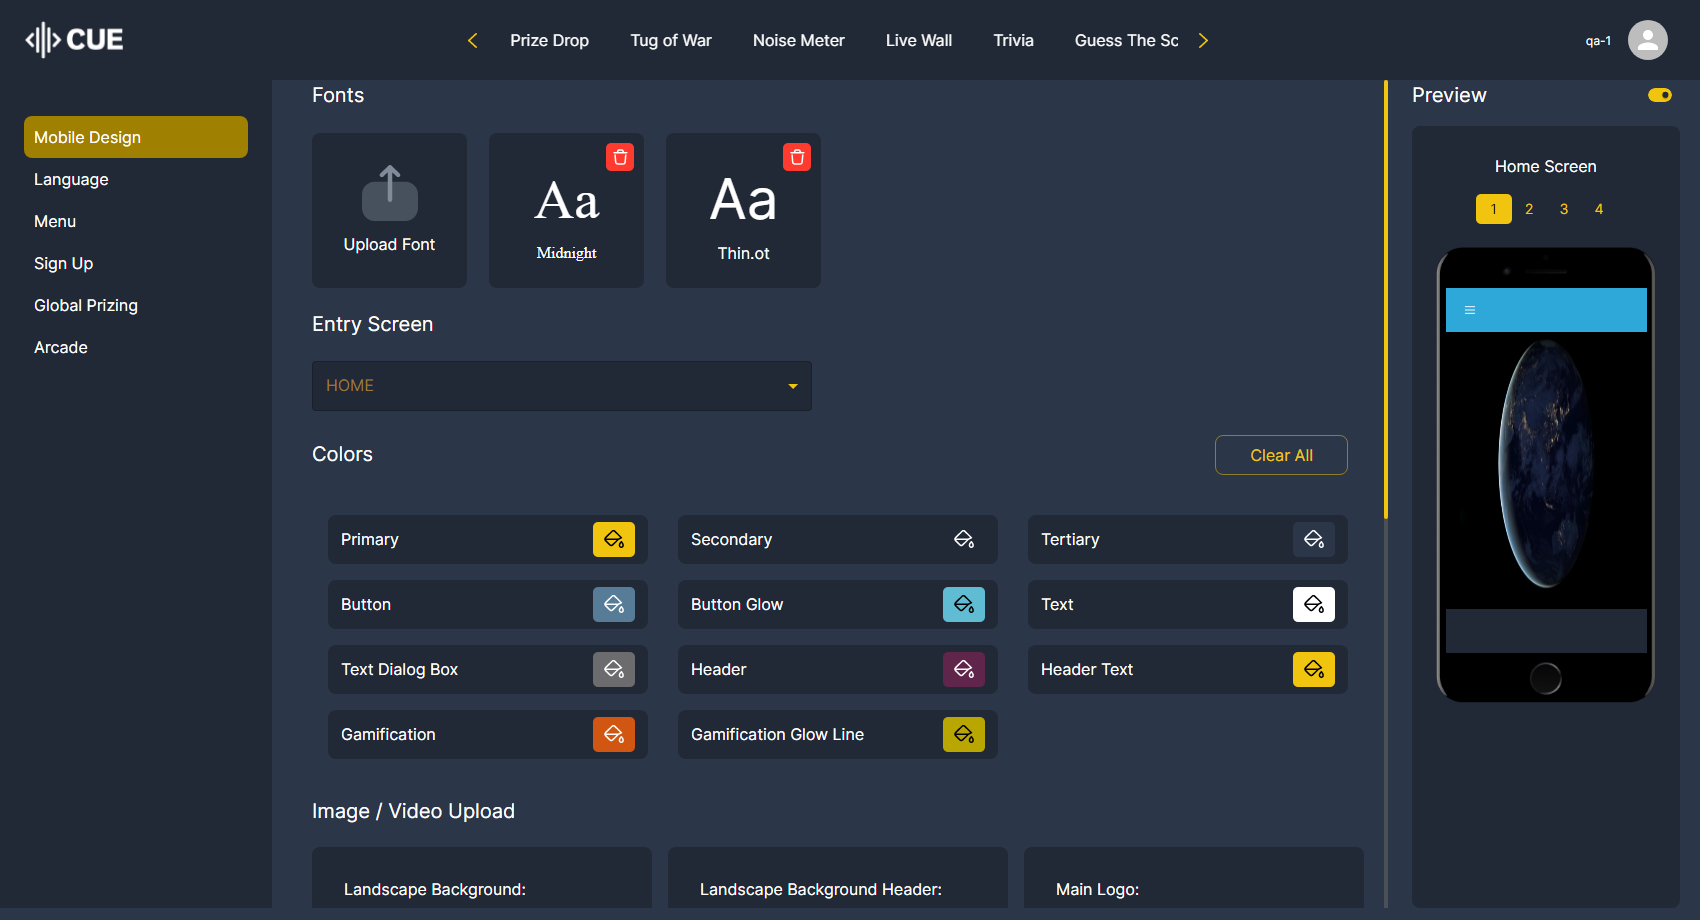 CUE
Prize Drop
Tug of War
Noise Meter
Live Wall
Trivia
Guess The Sc
qa-1
Mobile Design
Language
Menu
Sign Up
Global Prizing
Arcade
Fonts
Upload Font
Aa
Midnight
Aa
Thin.ot
Entry Screen
HOME
Colors
Clear All
Primary
Secondary
Tertiary
Button
Button Glow
Text
Text Dialog Box
Header
Header Text
Gamification
Gamification Glow Line
Image / Video Upload
Landscape Background:
Landscape Background Header:
Main Logo:
Preview
Home Screen
1 2 3 4